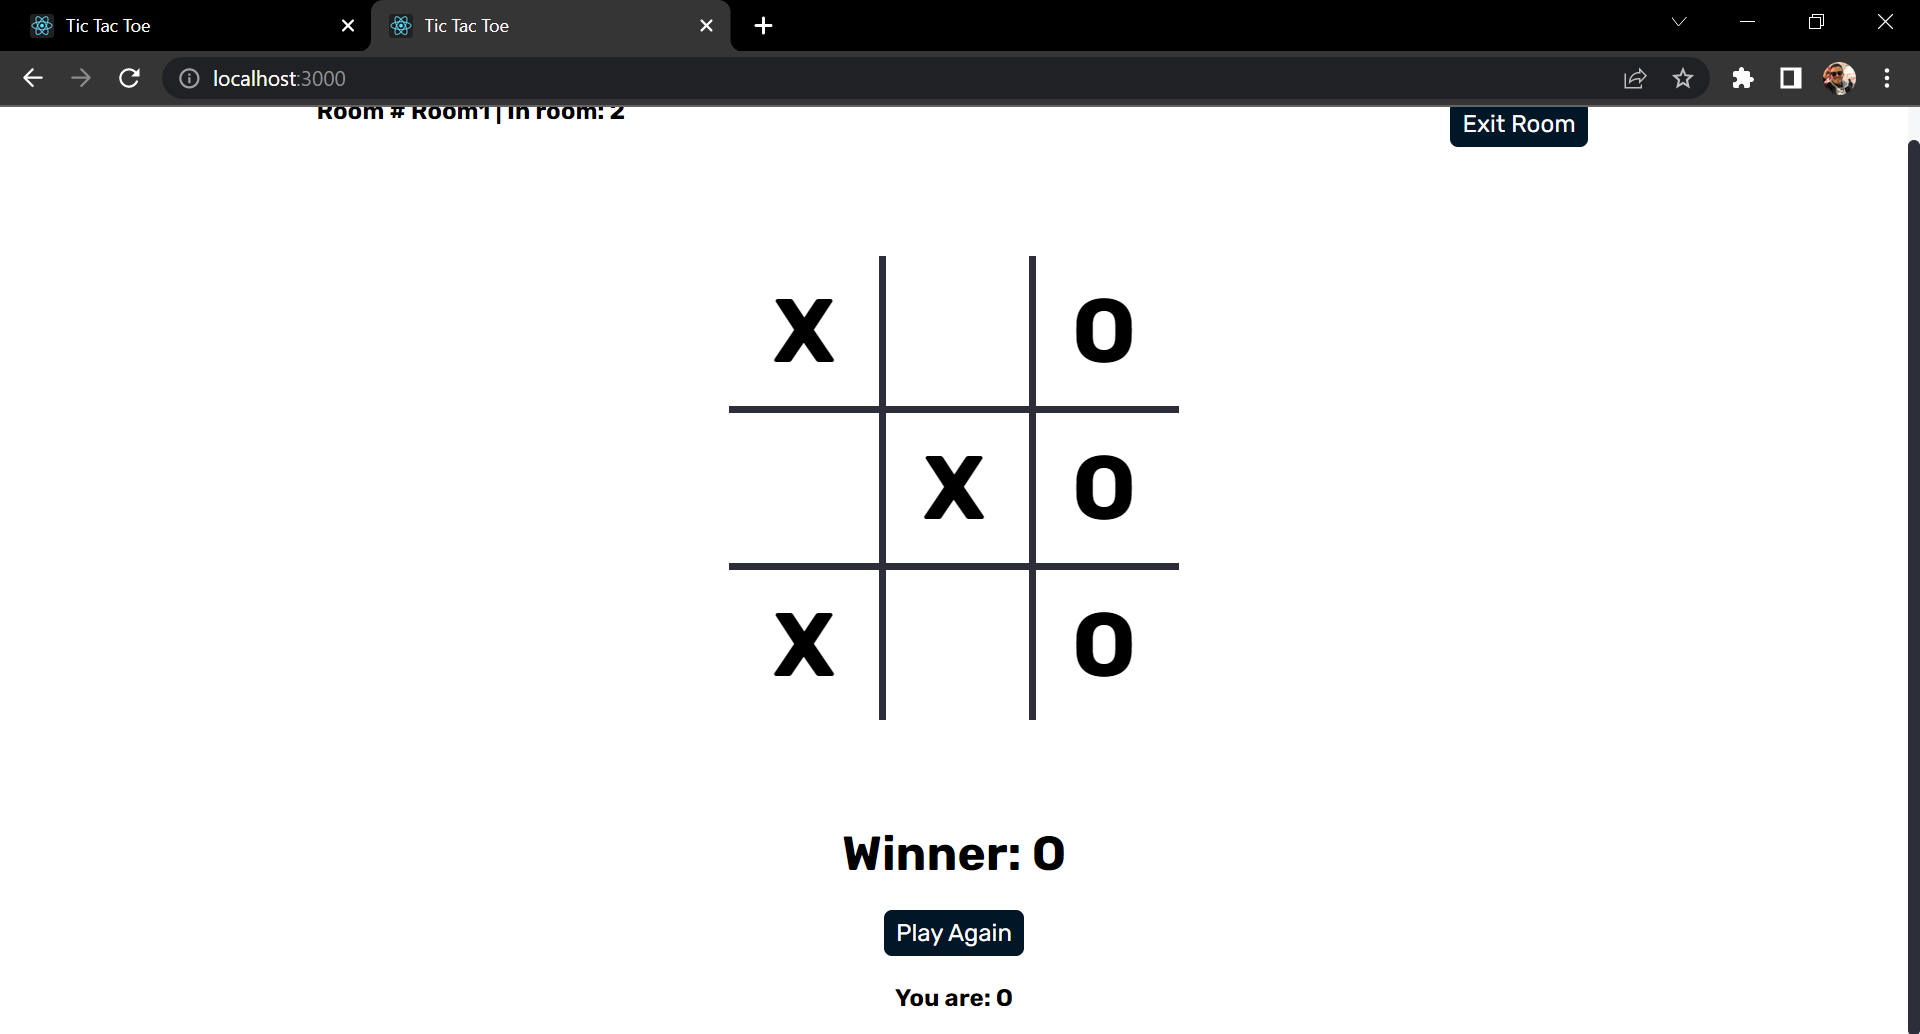 Tic Tac Toe
Tic Tac Toe
localhost:3000
Room # Room1 | In room: 2
Exit Room
X O
X O
X O
Winner: O
Play Again
You are: O